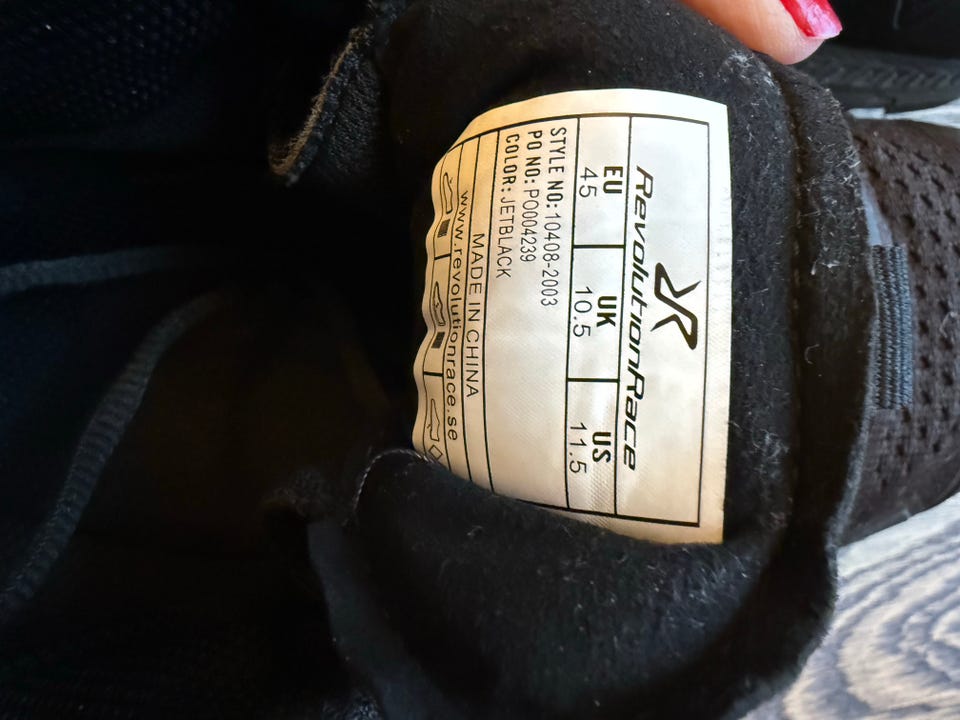 RevolutionRace
EU UK US
45 10.5 11.5
STYLE NO: 10408-2003
PO NO: PO004239
COLOR: JETBLACK
MADE IN CHINA
www.revolutionrace.se